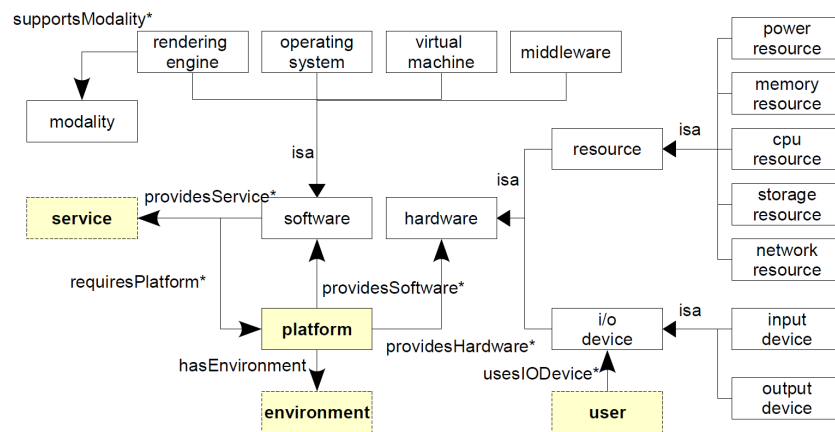 supportsModality*
rendering
engine
operating
system
virtual
machine
middleware
power
resource
modality
memory
resource
isa
resource
isa
cpu
resource
isa
providesService*
service
software
hardware
storage
resource
requiresPlatform*
providesSoftware*
network
resource
platform
providesHardware*
i/o
device
isa
input
device
hasEnvironment
usesIODevice*
environment
user
output
device